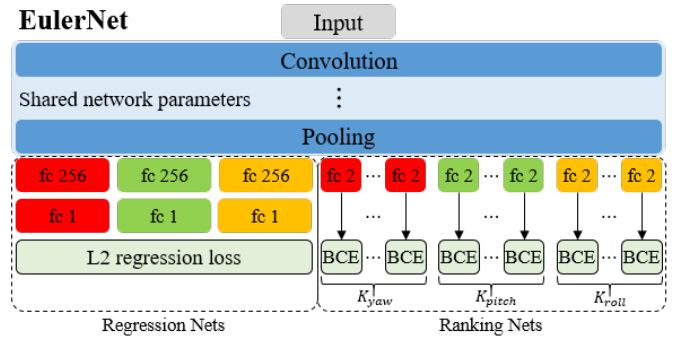 EulerNet
Input
Convolution
Shared network parameters ⋮
Pooling
fc 256 fc 256 fc 256 fc 2 ··· fc 2 fc 2 ··· fc 2 fc 2 ··· fc 2
fc 1 fc 1 fc 1 ··· ··· ···
L2 regression loss BCE ··· BCE BCE ··· BCE BCE ··· BCE
K_yaw K_pitch K_roll
Regression Nets Ranking Nets